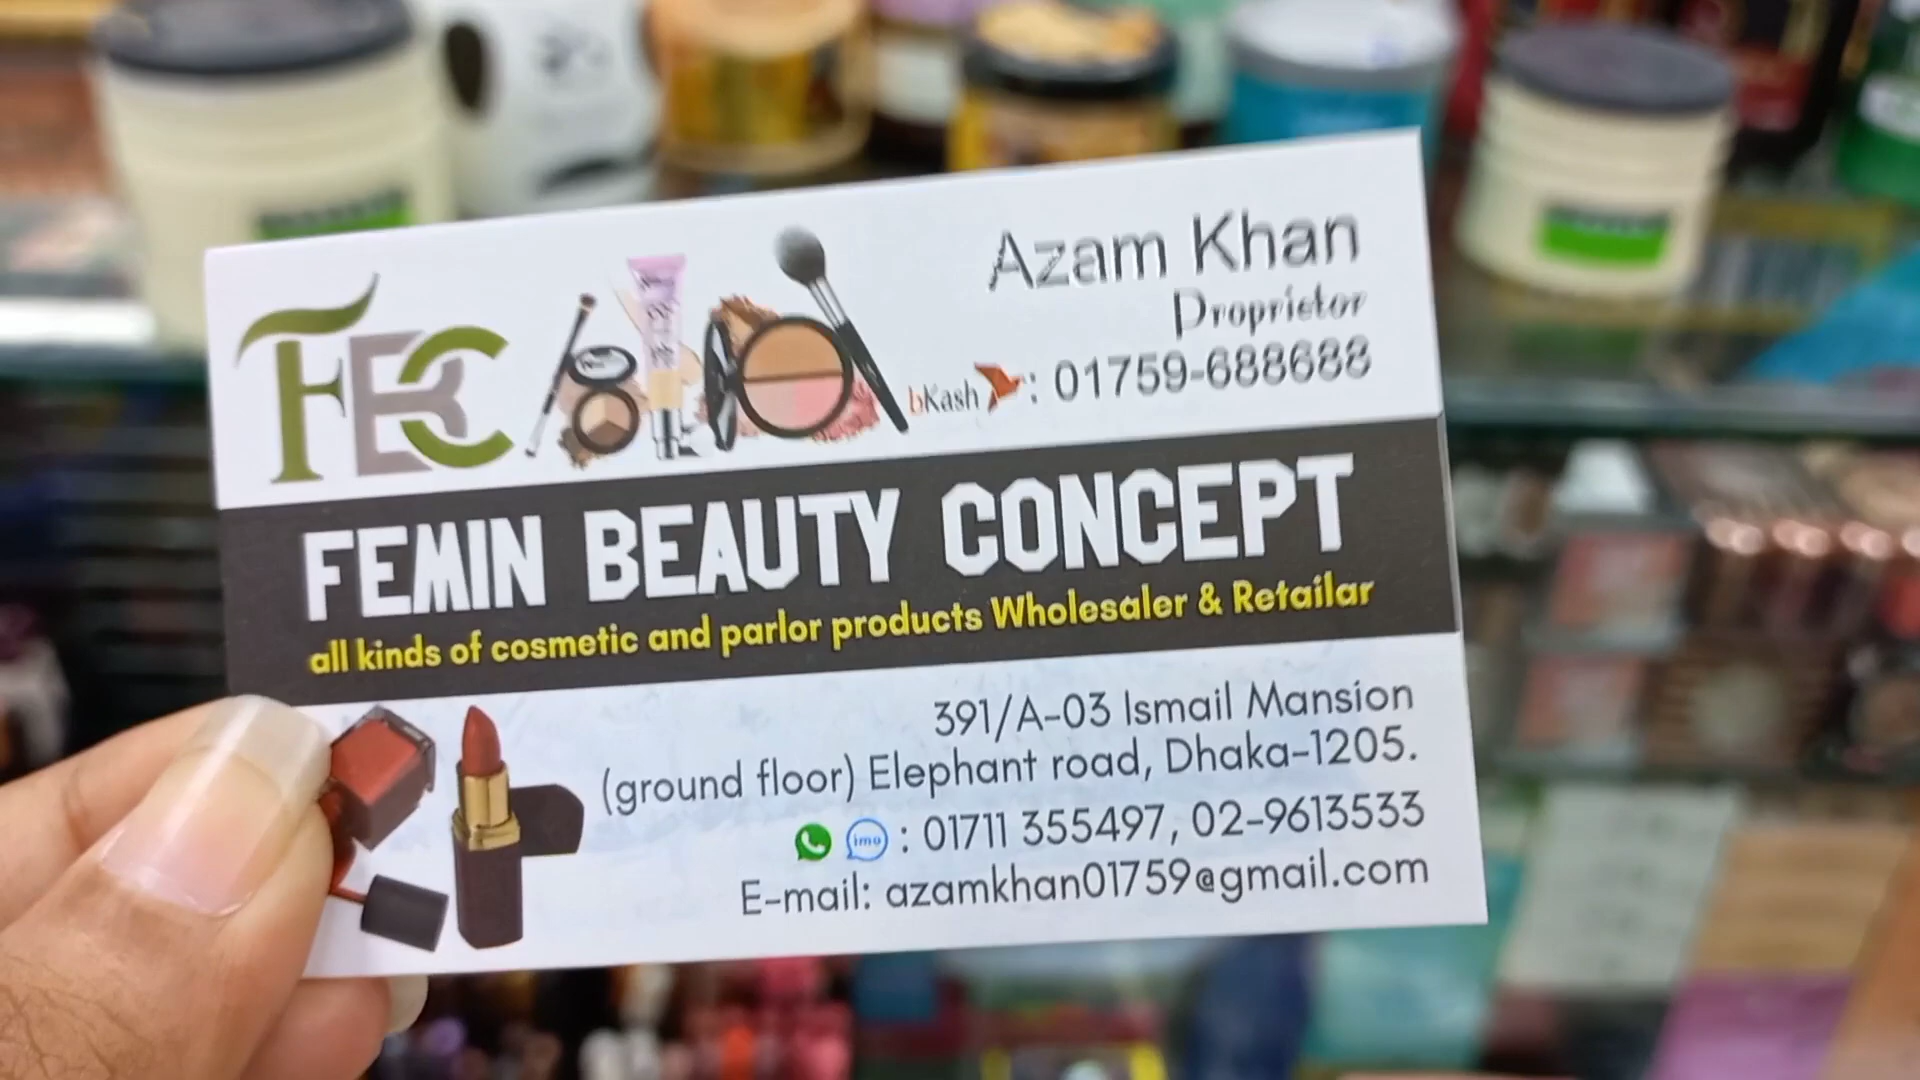 FBC
Azam Khan
Proprietor
bKash : 01759-688688
FEMIN BEAUTY CONCEPT
all kinds of cosmetic and parlor products Wholesaler & Retailar
391/A-03 Ismail Mansion
(ground floor) Elephant road, Dhaka-1205.
imo : 01711 355497, 02-9613533
E-mail: azamkhan01759@gmail.com